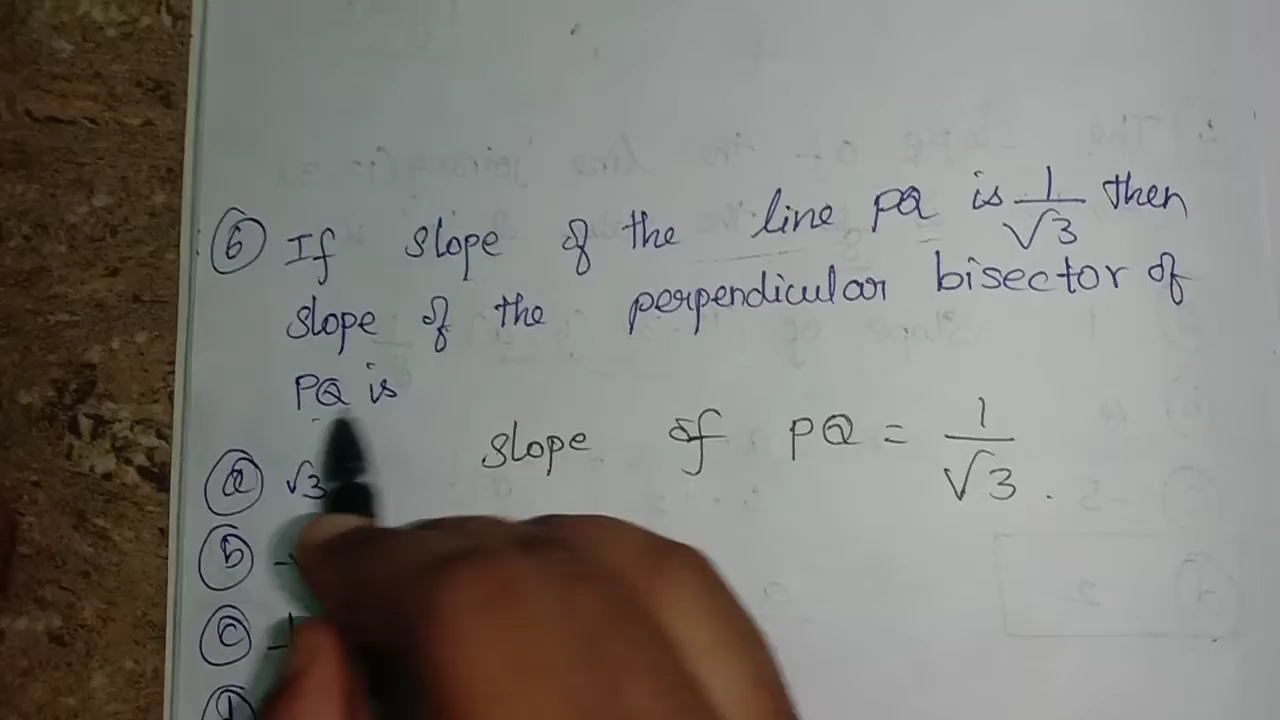 ⑥ If slope of the line PQ is 1/√3 then
slope of the perpendicular bisector of
PQ is
slope of PQ = 1/√3.
ⓐ √3
ⓑ -
ⓒ -